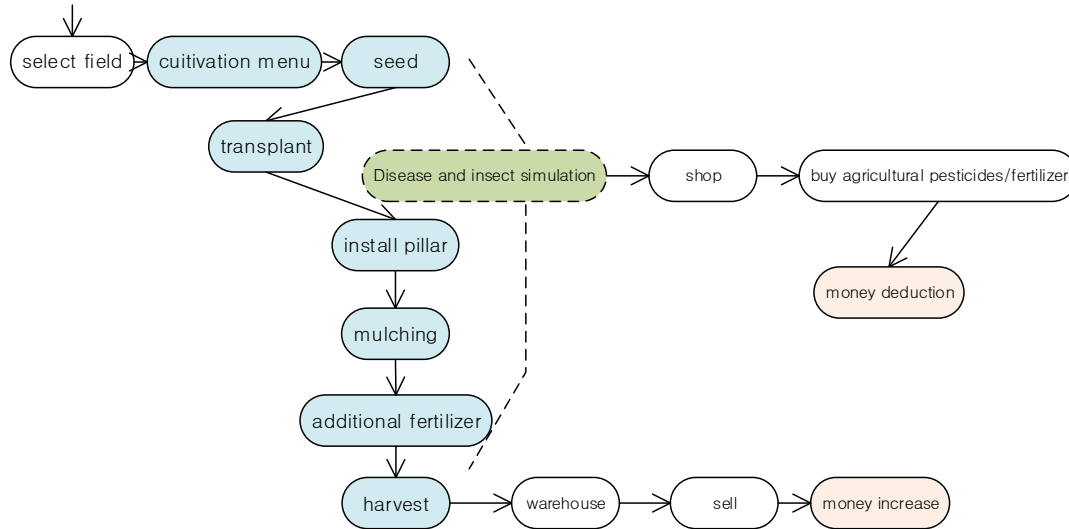 select field
cuitivation menu
seed
transplant
Disease and insect simulation
shop
buy agricultural pesticides/fertilizer
install pillar
money deduction
mulching
additional fertilizer
harvest
warehouse
sell
money increase